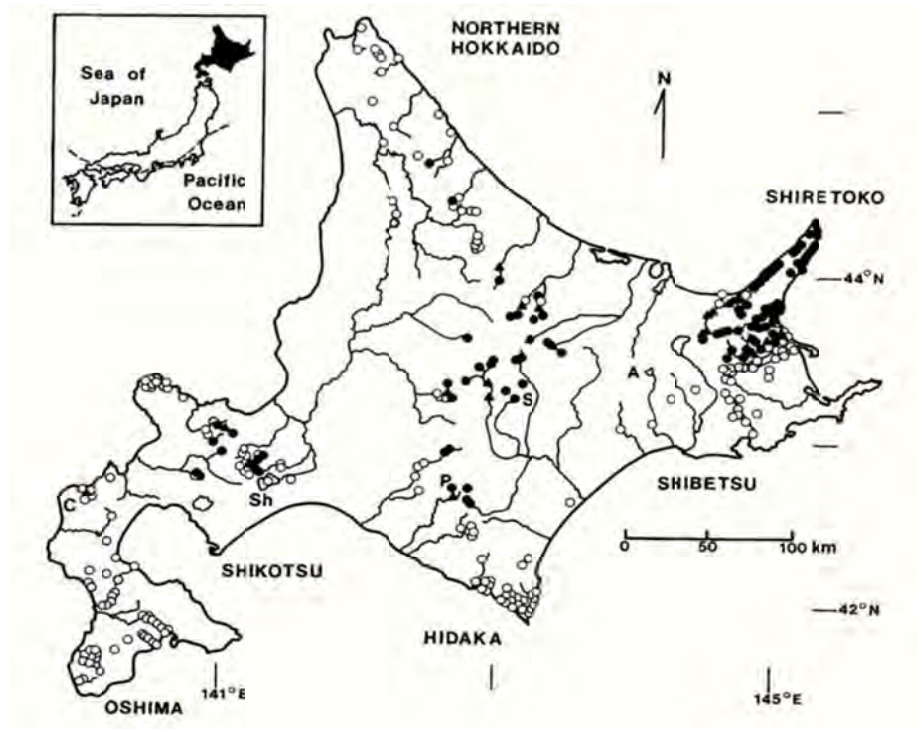 NORTHERN
HOKKAIDO
Sea of
Japan
Pacific
Ocean
N
SHIRETOKO
44°N
A
S
P
C
Sh
SHIBETSU
0 50 100 km
SHIKOTSU
42°N
HIDAKA
141°E
145°E
OSHIMA